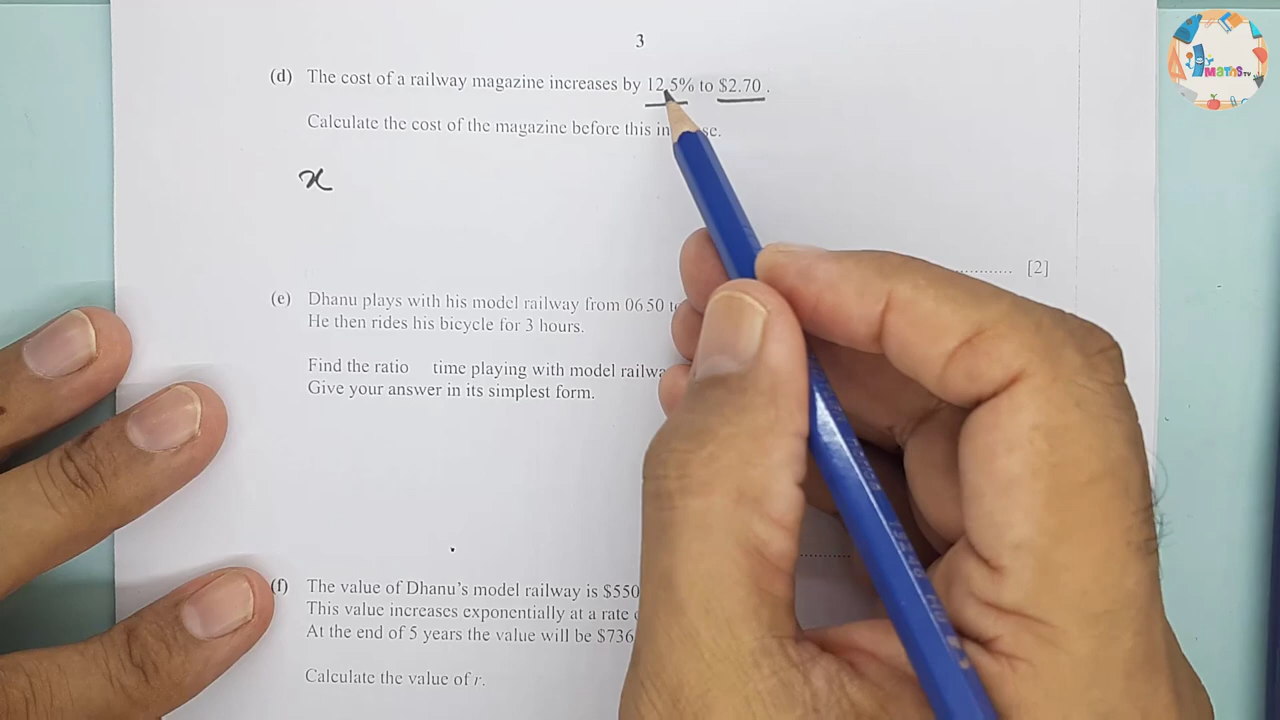 3
MATHS TV
(d) The cost of a railway magazine increases by 12.5% to $2.70 .
Calculate the cost of the magazine before this
x
[2]
(e) Dhanu plays with his model railway from 06 50
He then rides his bicycle for 3 hours.
Find the ratio time playing with model
Give your answer in its simplest form.
(f) The value of Dhanu's model railway is $550
This value increases exponentially at a rate
At the end of 5 years the value will be $736
Calculate the value of r.